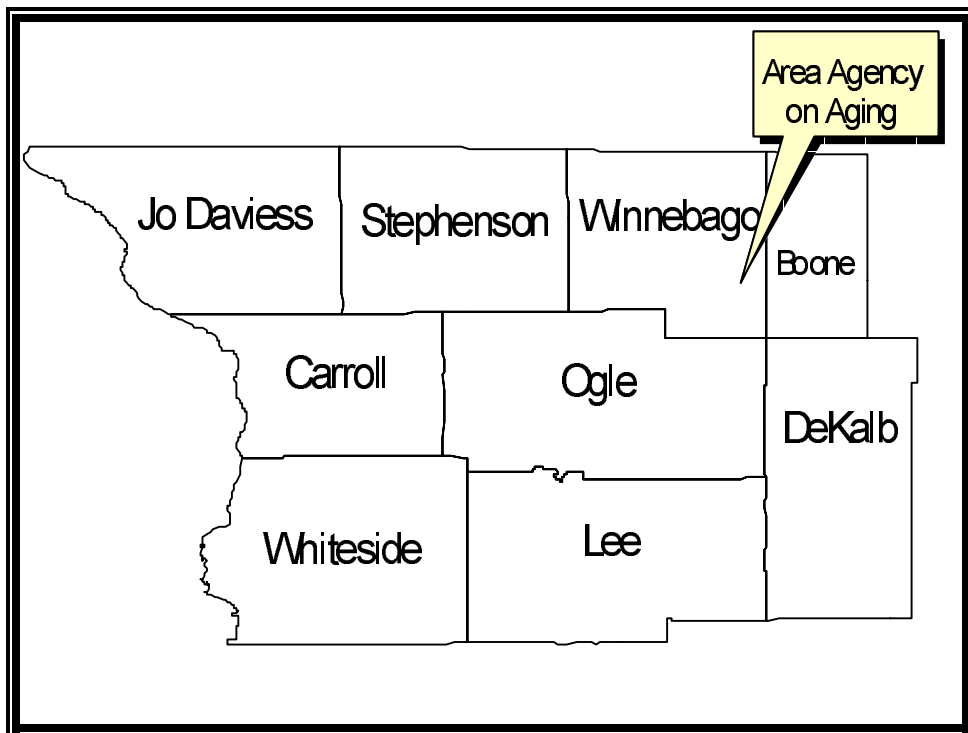 Area Agency
on Aging
Jo Daviess
Stephenson
Winnebago
Boone
Carroll
Ogle
DeKalb
Whiteside
Lee